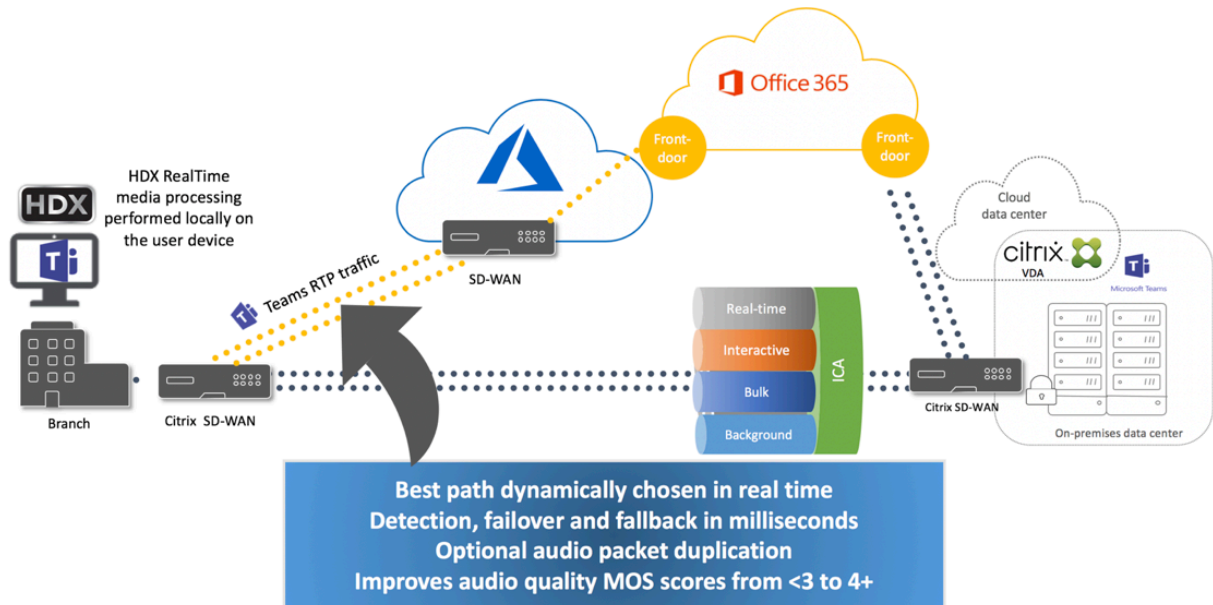 Office 365
Front-
door
Front-
door
HDX
HDX RealTime
media processing
performed locally on
the user device
Cloud
data center
citrix
VDA
Microsoft Teams
SD-WAN
Teams RTP traffic
Real-time
Interactive
Bulk
Background
ICA
Branch
Citrix SD-WAN
Citrix SD-WAN
On-premises data center
Best path dynamically chosen in real time
Detection, failover and fallback in milliseconds
Optional audio packet duplication
Improves audio quality MOS scores from <3 to 4+